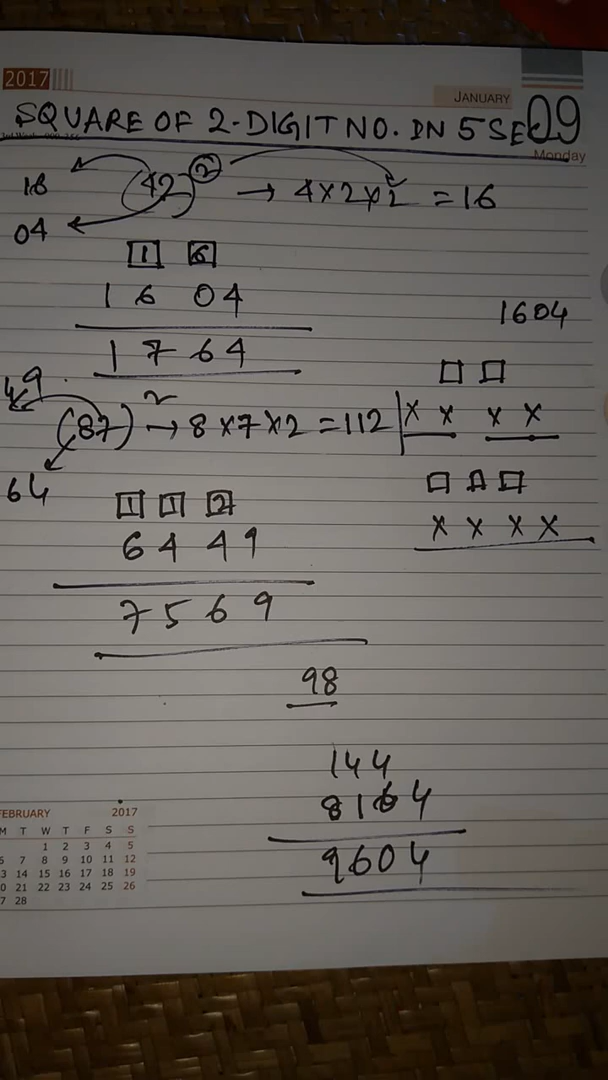 2017
JANUARY
09
Monday
SQUARE OF 2-DIGIT NO. IN 5 SE
16
(42)² → 4×2×2 = 16
04
1 6
1 6 04
1604
1 7 6 4
49
(87)² → 8×7×2 = 112
× × × ×
64
1 1 2
6 4 4 9
× × × ×
7 5 6 9
98
144
8164
9604
FEBRUARY 2017
M T W T F S S
1 2 3 4 5
6 7 8 9 10 11 12
13 14 15 16 17 18 19
20 21 22 23 24 25 26
27 28